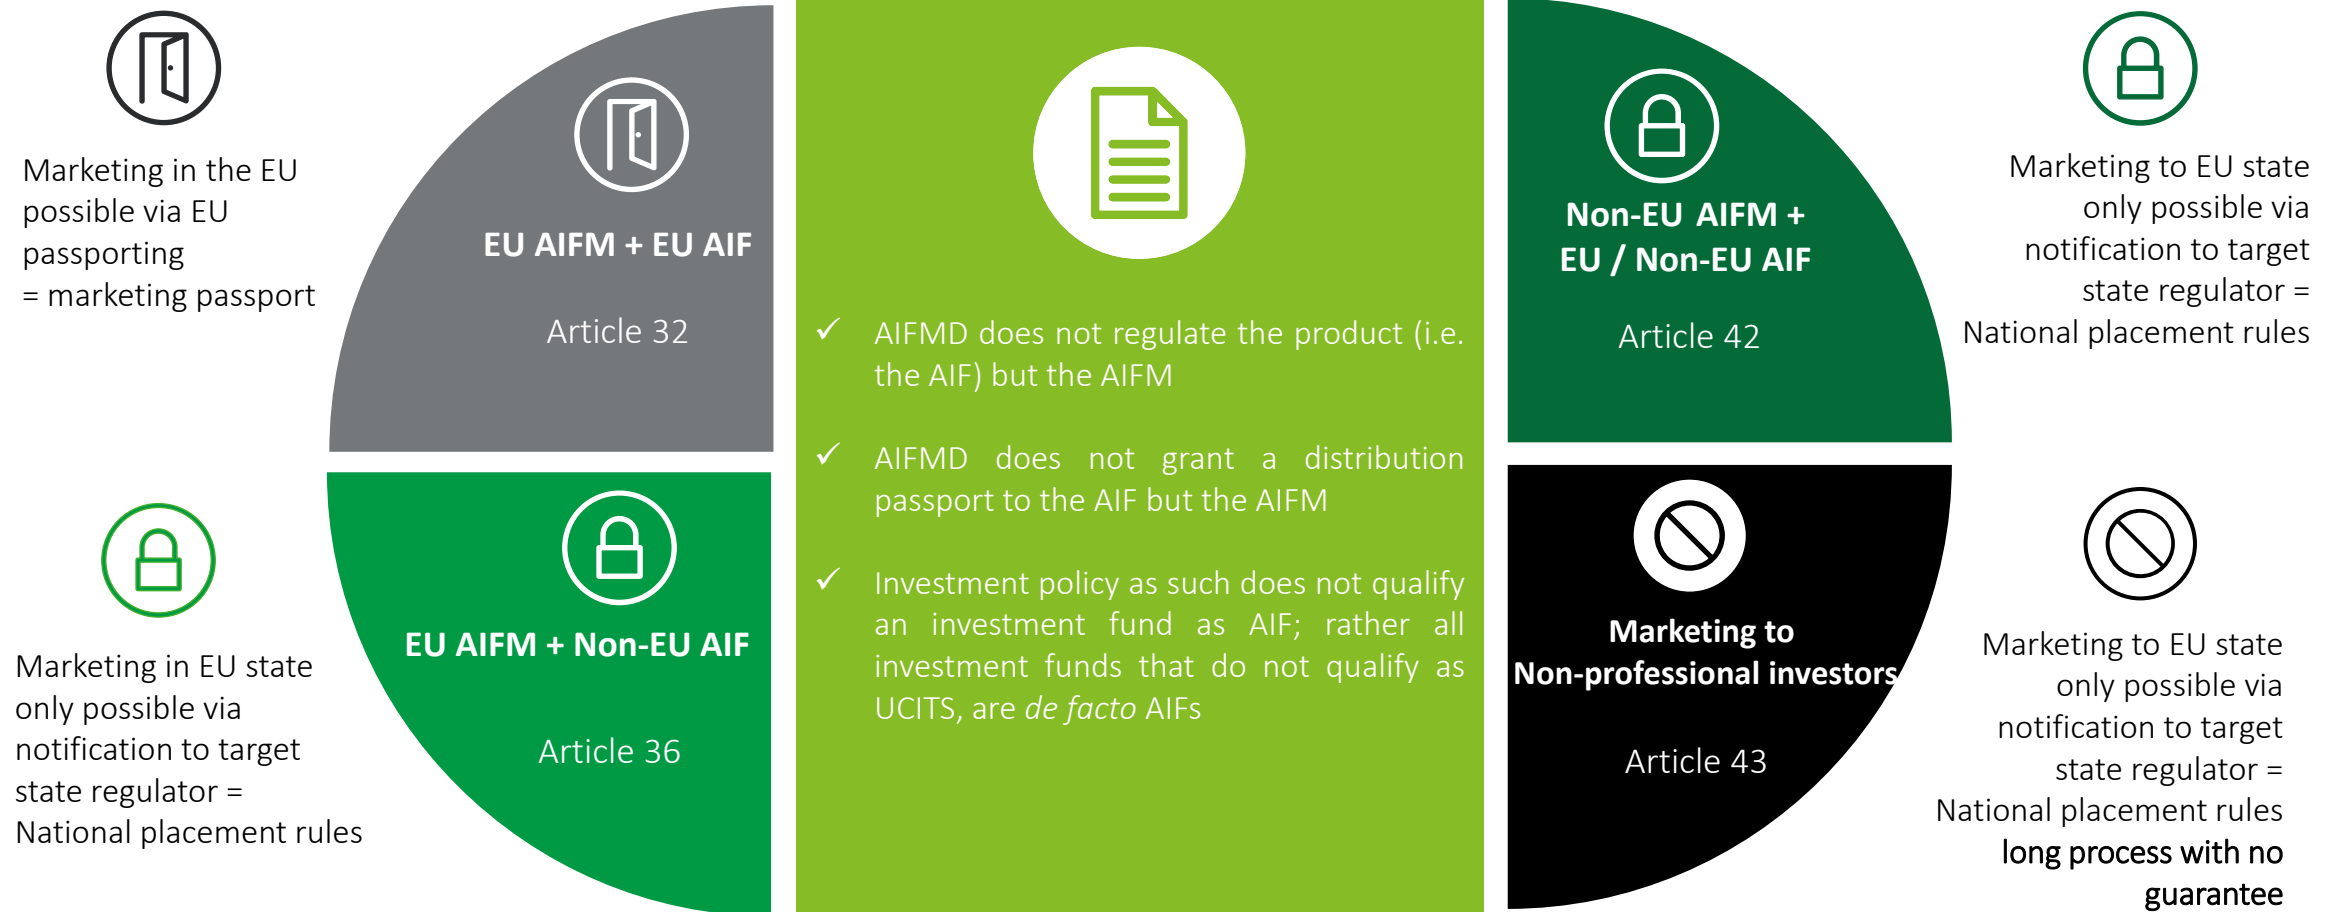 Marketing in the EU
possible via EU
passporting
= marketing passport
EU AIFM + EU AIF
Article 32
Marketing in EU state
only possible via
notification to target
state regulator =
National placement rules
EU AIFM + Non-EU AIF
Article 36
✓ AIFMD does not regulate the product (i.e.
the AIF) but the AIFM
✓ AIFMD does not grant a distribution
passport to the AIF but the AIFM
✓ Investment policy as such does not qualify
an investment fund as AIF; rather all
investment funds that do not qualify as
UCITS, are de facto AIFs
Non-EU AIFM +
EU / Non-EU AIF
Article 42
Marketing to EU state
only possible via
notification to target
state regulator =
National placement rules
Marketing to
Non-professional investors
Article 43
Marketing to EU state
only possible via
notification to target
state regulator =
National placement rules
long process with no
guarantee